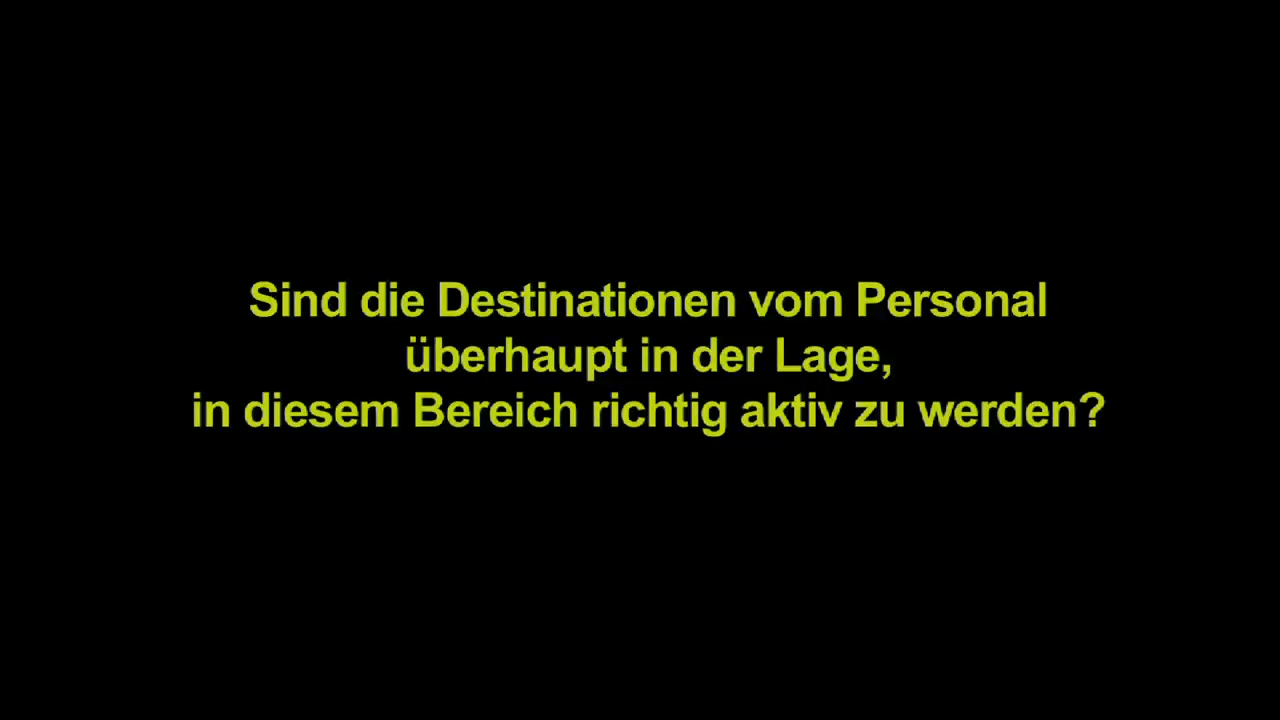 Sind die Destinationen vom Personal
überhaupt in der Lage,
in diesem Bereich richtig aktiv zu werden?